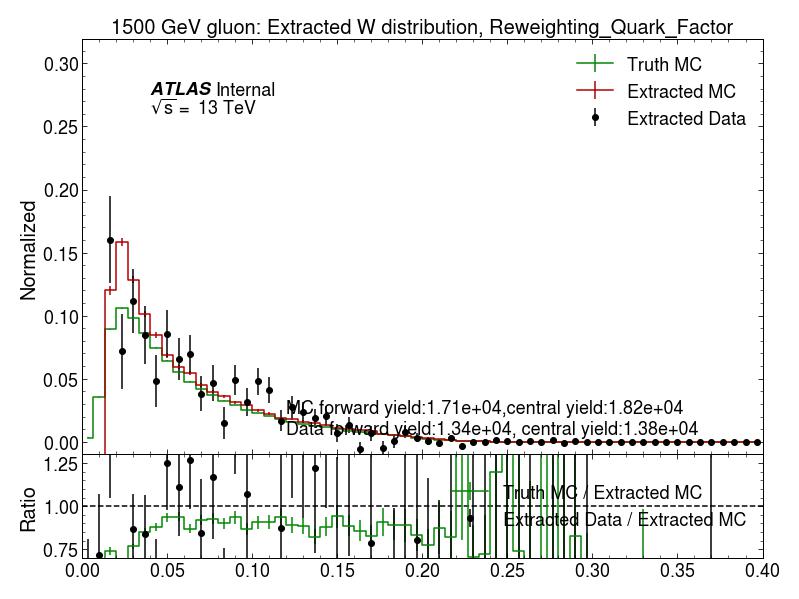 1500 GeV gluon: Extracted W distribution, Reweighting_Quark_Factor
0.30
0.25
0.20
0.15
0.10
0.05
0.00
Normalized
ATLAS Internal
√s = 13 TeV
Truth MC
Extracted MC
Extracted Data
MC forward yield:1.71e+04,central yield:1.82e+04
Data forward yield:1.34e+04, central yield:1.38e+04
1.25
1.00
0.75
Ratio
Truth MC / Extracted MC
Extracted Data / Extracted MC
0.00 0.05 0.10 0.15 0.20 0.25 0.30 0.35 0.40